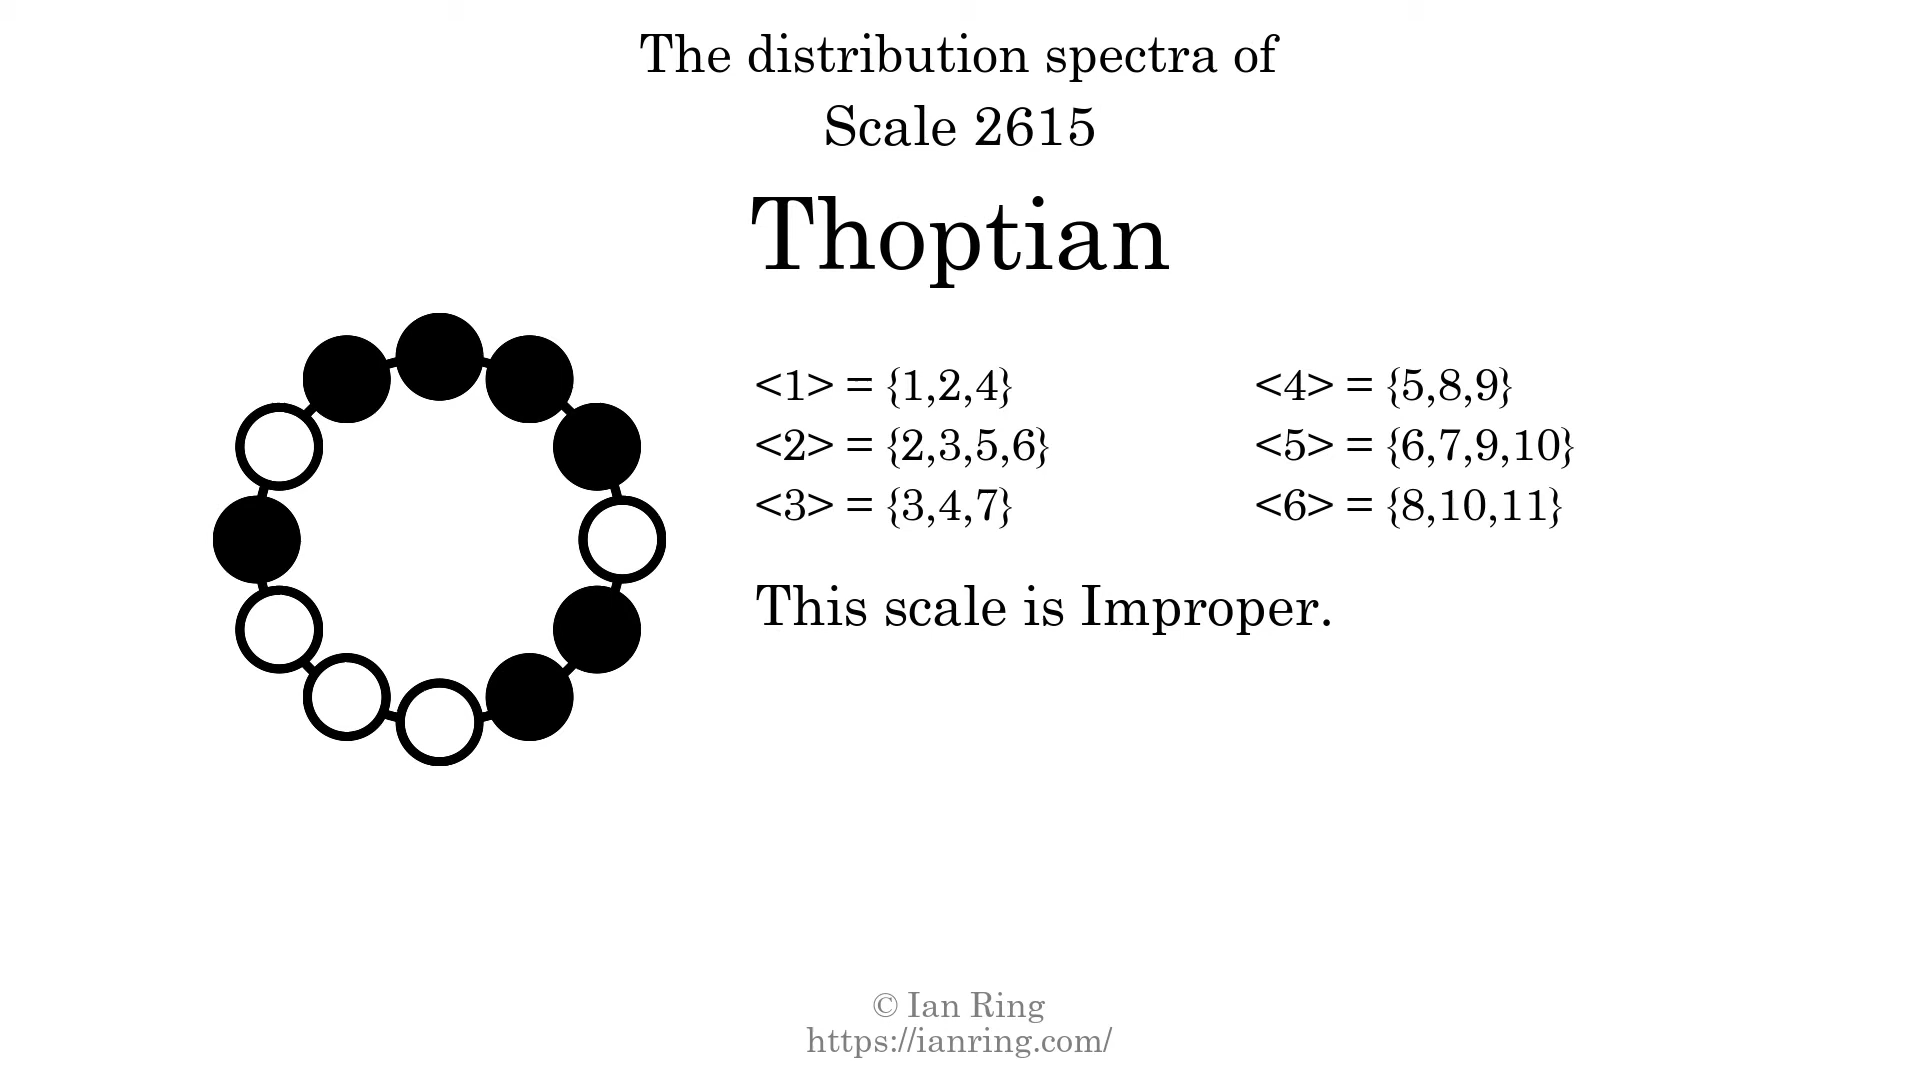 The distribution spectra of
Scale 2615
Thoptian
<1> = {1,2,4}
<2> = {2,3,5,6}
<3> = {3,4,7}
<4> = {5,8,9}
<5> = {6,7,9,10}
<6> = {8,10,11}
This scale is Improper.
© Ian Ring
https://ianring.com/